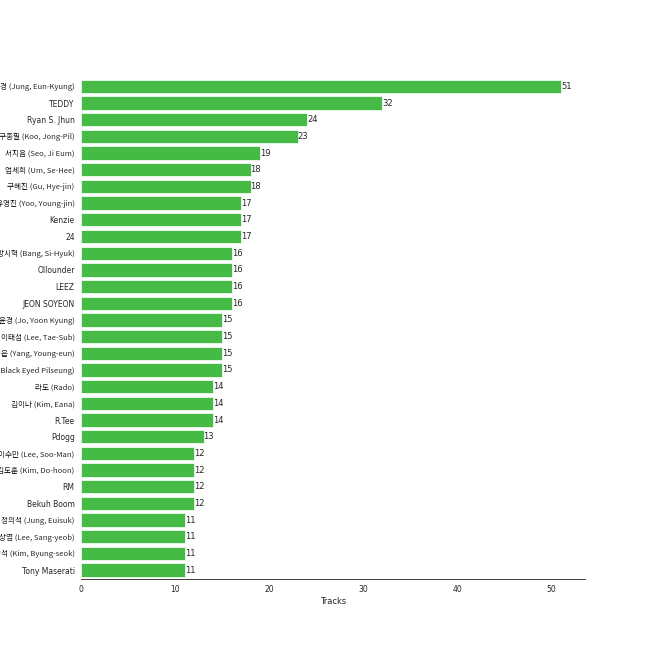 경 (Jung, Eun-Kyung) 51
TEDDY 32
Ryan S. Jhun 24
구종필 (Koo, Jong-Pil) 23
서지음 (Seo, Ji Eum) 19
엄세희 (Um, Se-Hee) 18
구혜진 (Gu, Hye-jin) 18
유영진 (Yoo, Young-jin) 17
Kenzie 17
24 17
방시혁 (Bang, Si-Hyuk) 16
Ollounder 16
LEEZ 16
JEON SOYEON 16
윤경 (Jo, Yoon Kyung) 15
이태섭 (Lee, Tae-Sub) 15
(Yang, Young-eun) 15
Black Eyed Pilseung) 15
라도 (Rado) 14
김이나 (Kim, Eana) 14
R.Tee 14
Pdogg 13
이수만 (Lee, Soo-Man) 12
김도훈 (Kim, Do-hoon) 12
RM 12
Bekuh Boom 12
정의석 (Jung, Euisuk) 11
상엽 (Lee, Sang-yeob) 11
석 (Kim, Byung-seok) 11
Tony Maserati 11
0 10 20 30 40 50
Tracks